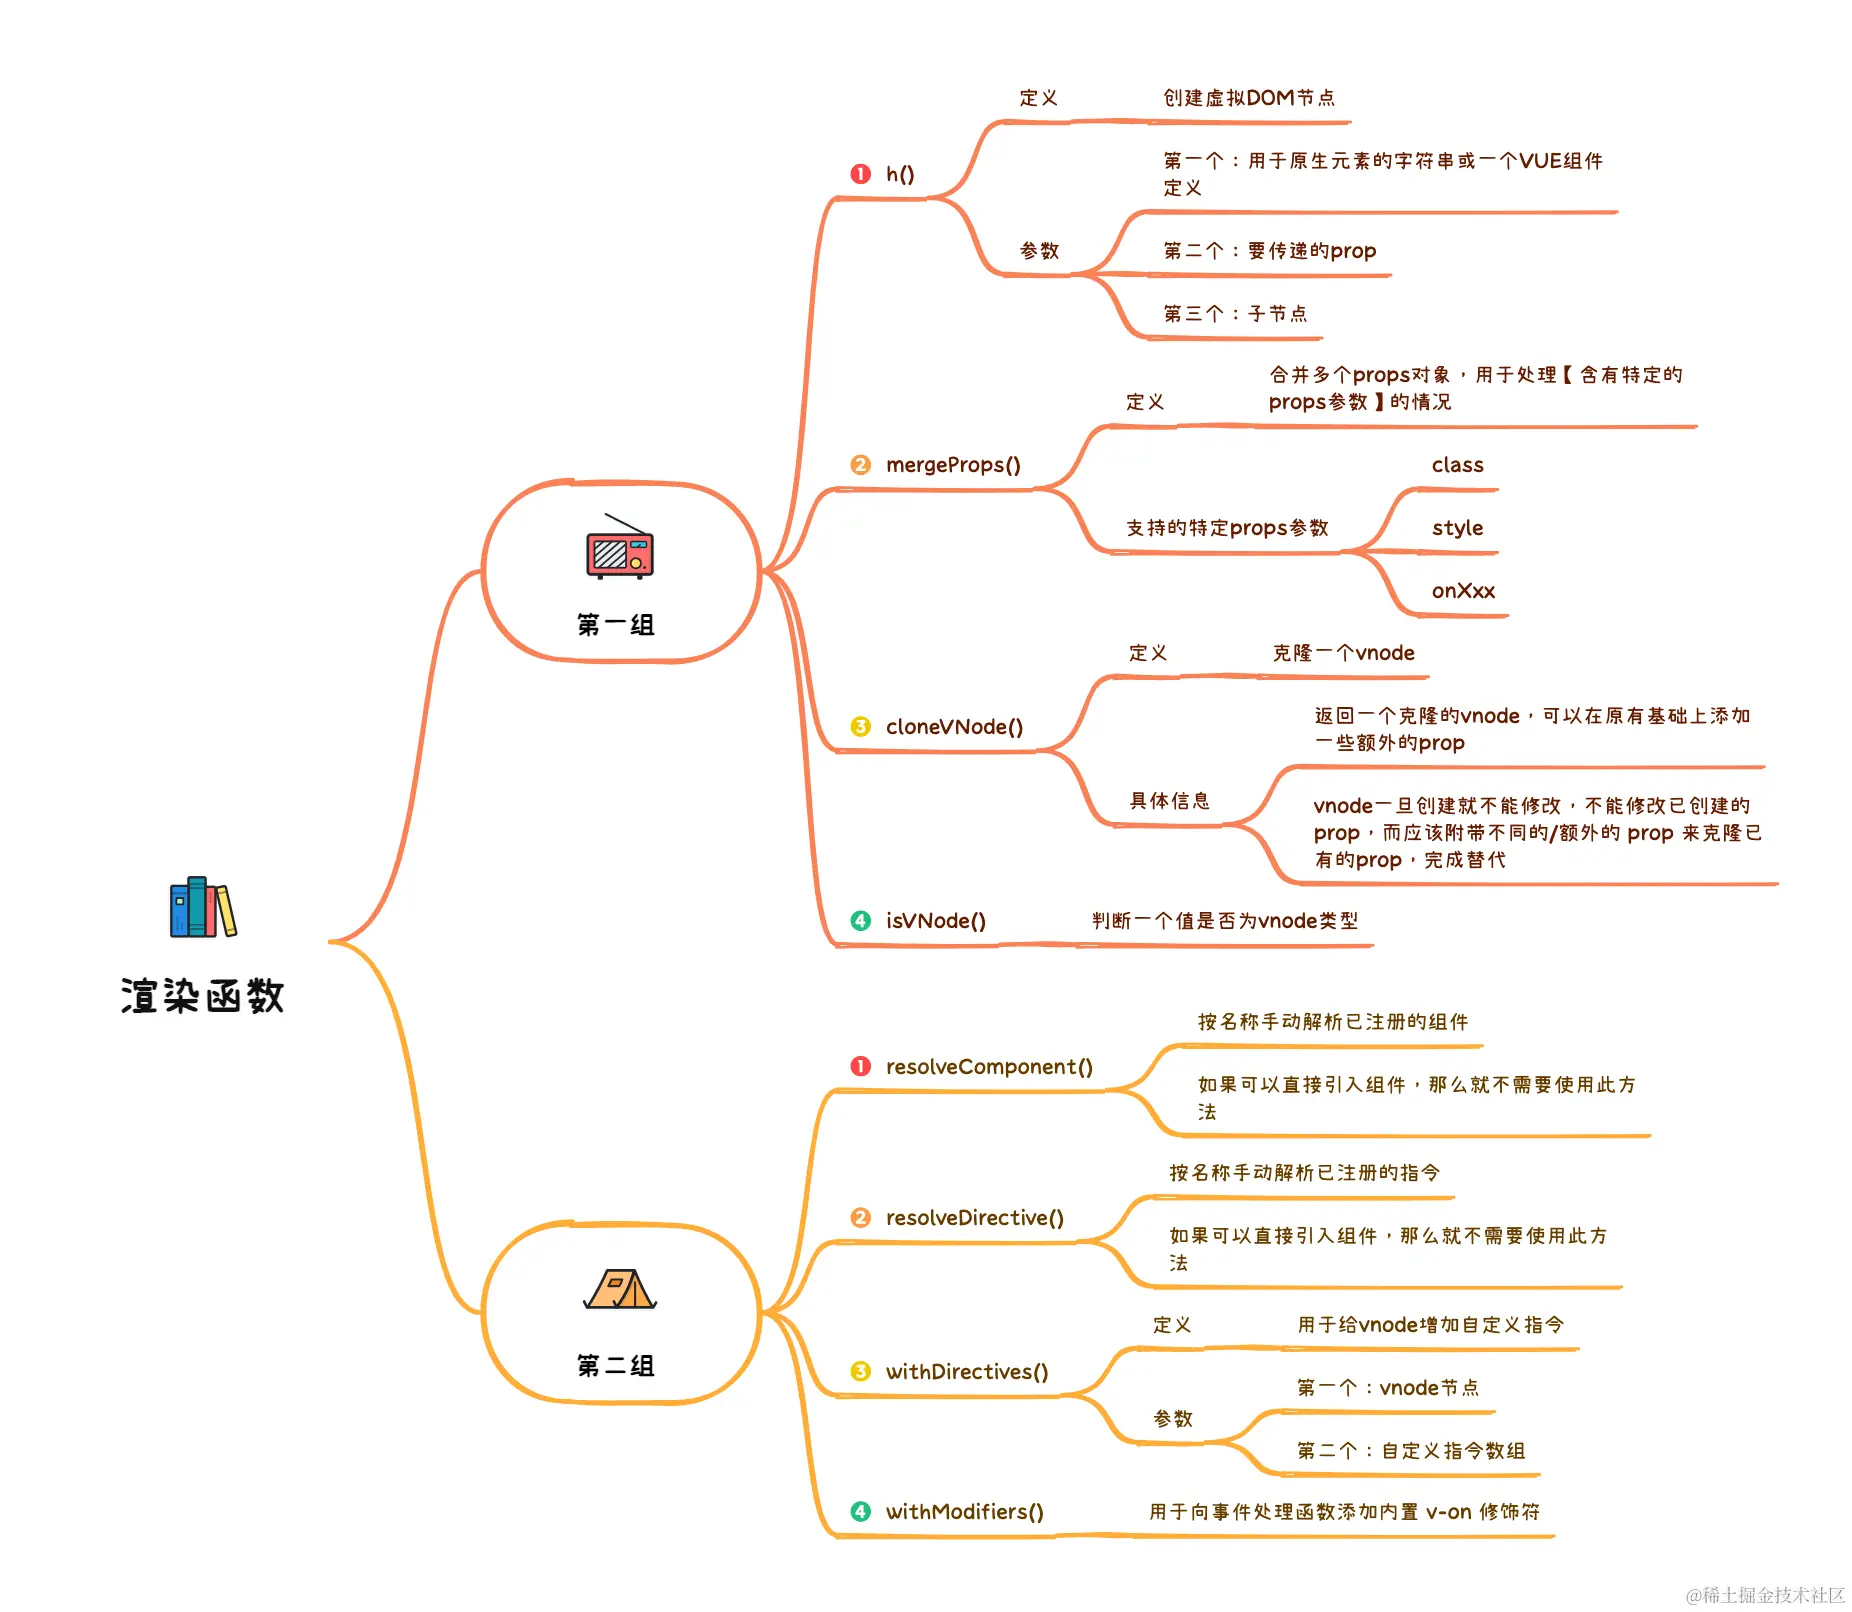 渲染函数
第一组
❶ h()
定义
创建虚拟DOM节点
参数
第一个：用于原生元素的字符串或一个VUE组件
定义
第二个：要传递的prop
第三个：子节点
❷ mergeProps()
定义
合并多个props对象，用于处理【含有特定的
props参数】的情况
支持的特定props参数
class
style
onXxx
❸ cloneVNode()
定义
克隆一个vnode
具体信息
返回一个克隆的vnode，可以在原有基础上添加
一些额外的prop
vnode一旦创建就不能修改，不能修改已创建的
prop，而应该附带不同的/额外的 prop 来克隆已
有的prop，完成替代
❹ isVNode()
判断一个值是否为vnode类型
第二组
❶ resolveComponent()
按名称手动解析已注册的组件
如果可以直接引入组件，那么就不需要使用此方
法
❷ resolveDirective()
按名称手动解析已注册的指令
如果可以直接引入组件，那么就不需要使用此方
法
❸ withDirectives()
定义
用于给vnode增加自定义指令
参数
第一个：vnode节点
第二个：自定义指令数组
❹ withModifiers()
用于向事件处理函数添加内置 v-on 修饰符
@稀土掘金技术社区